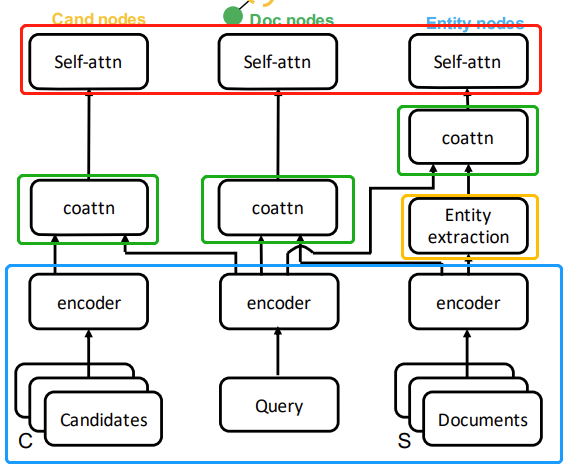 Cand nodes
Doc nodes
Entity nodes
Self-attn
Self-attn
Self-attn
coattn
coattn
coattn
Entity
extraction
encoder
encoder
encoder
Candidates
C
Query
Documents
S